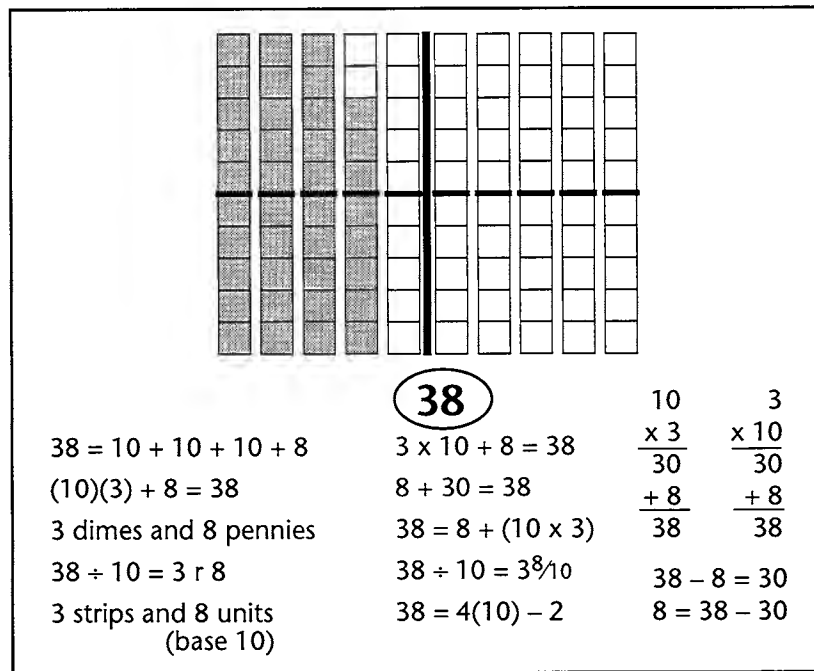 38
38 = 10 + 10 + 10 + 8
(10)(3) + 8 = 38
3 dimes and 8 pennies
38 ÷ 10 = 3 r 8
3 strips and 8 units
(base 10)
3 x 10 + 8 = 38
8 + 30 = 38
38 = 8 + (10 x 3)
38 ÷ 10 = 3 8/10
38 = 4(10) – 2
10
x 3
30
+ 8
38
3
x 10
30
+ 8
38
38 – 8 = 30
8 = 38 – 30